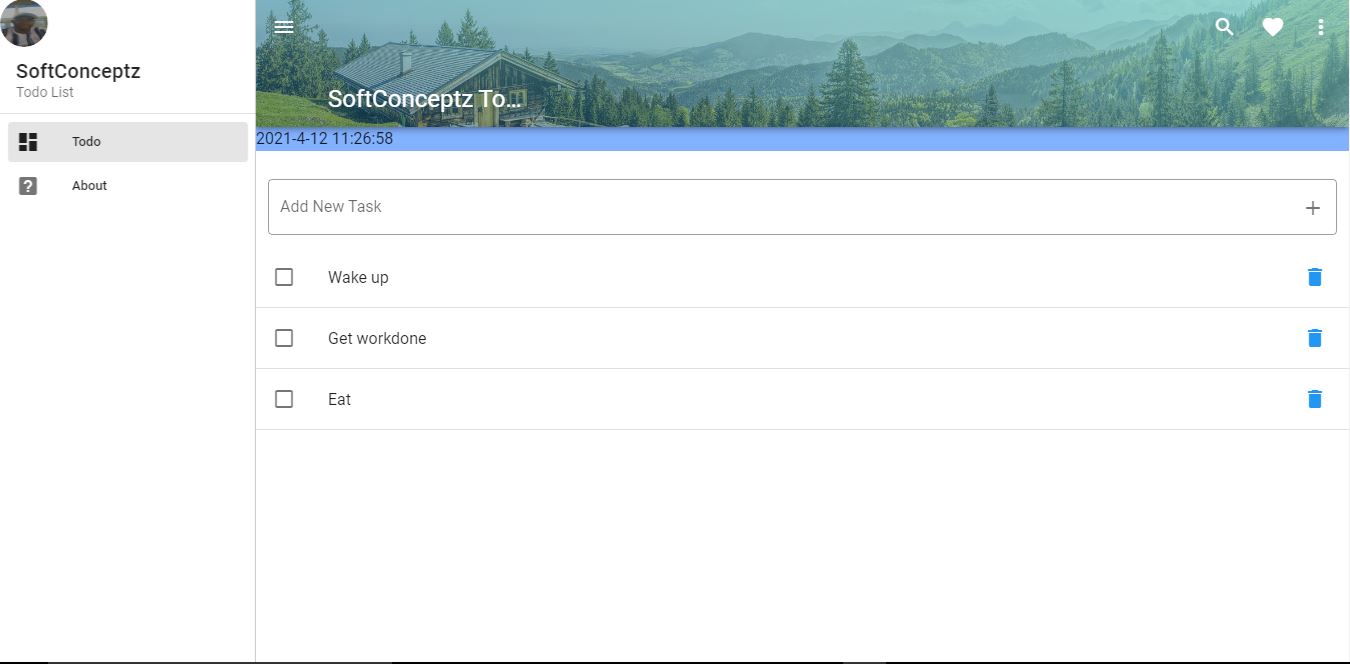 SoftConceptz
Todo List
Todo
About
SoftConceptz To...
2021-4-12 11:26:58
Add New Task
Wake up
Get workdone
Eat